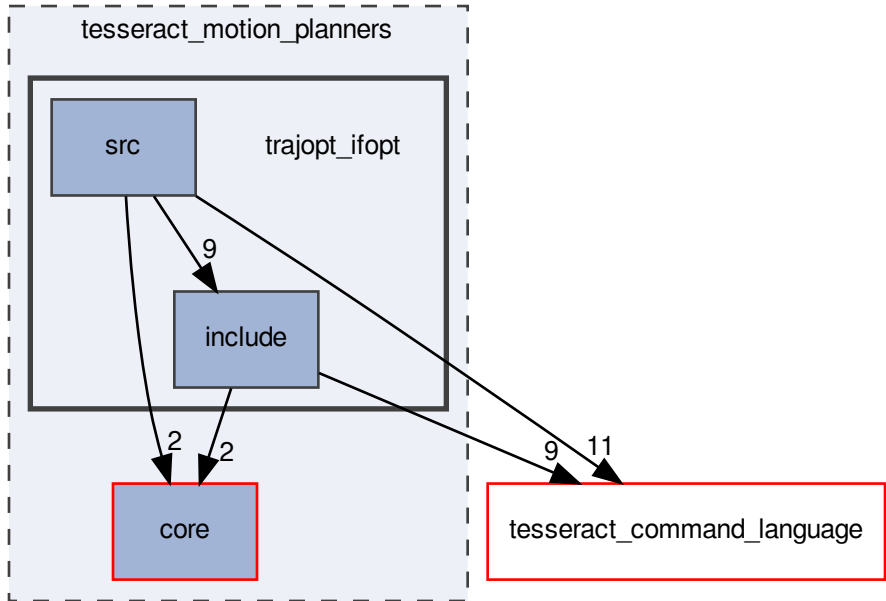 tesseract_motion_planners
src
trajopt_ifopt
9
include
2
2
9
11
core
tesseract_command_language